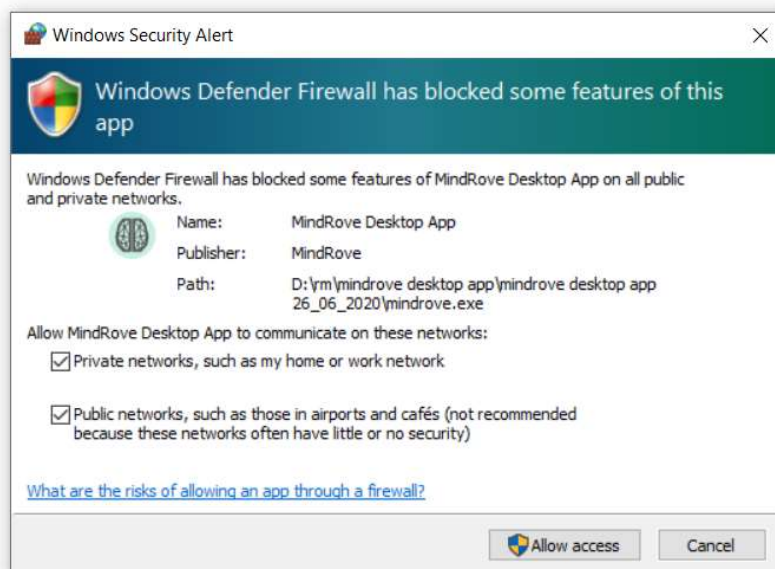 Windows Security Alert
Windows Defender Firewall has blocked some features of this
app
Windows Defender Firewall has blocked some features of MindRove Desktop App on all public
and private networks.
Name: MindRove Desktop App
Publisher: MindRove
Path: D:\rm\mindrove desktop app\mindrove desktop app
26_06_2020\mindrove.exe
Allow MindRove Desktop App to communicate on these networks:
Private networks, such as my home or work network
Public networks, such as those in airports and cafés (not recommended
because these networks often have little or no security)
What are the risks of allowing an app through a firewall?
Allow access Cancel